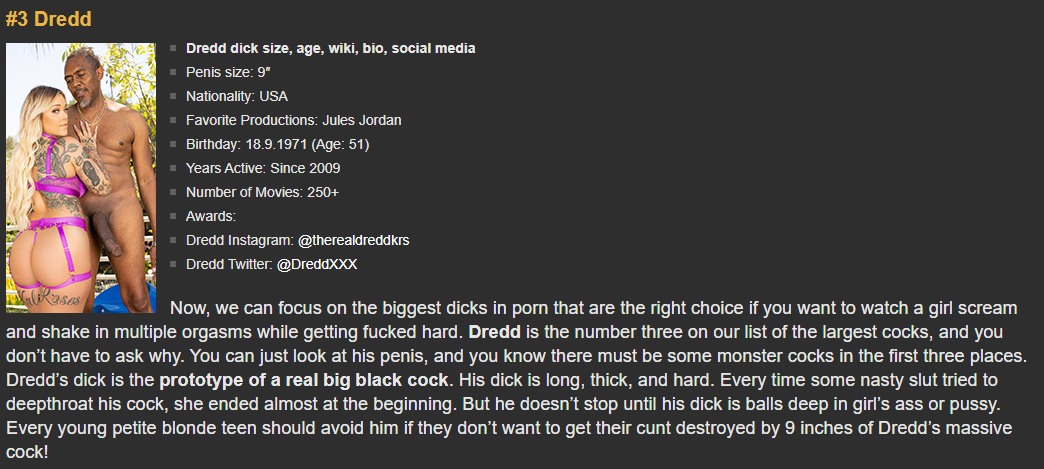 #3 Dredd
Dredd dick size, age, wiki, bio, social media
Penis size: 9″
Nationality: USA
Favorite Productions: Jules Jordan
Birthday: 18.9.1971 (Age: 51)
Years Active: Since 2009
Number of Movies: 250+
Awards:
Dredd Instagram: @therealdreddkrs
Dredd Twitter: @DreddXXX
Now, we can focus on the biggest dicks in porn that are the right choice if you want to watch a girl scream
and shake in multiple orgasms while getting fucked hard. Dredd is the number three on our list of the largest cocks, and you
don’t have to ask why. You can just look at his penis, and you know there must be some monster cocks in the first three places.
Dredd’s dick is the prototype of a real big black cock. His dick is long, thick, and hard. Every time some nasty slut tried to
deepthroat his cock, she ended almost at the beginning. But he doesn’t stop until his dick is balls deep in girl’s ass or pussy.
Every young petite blonde teen should avoid him if they don’t want to get their cunt destroyed by 9 inches of Dredd’s massive
cock!